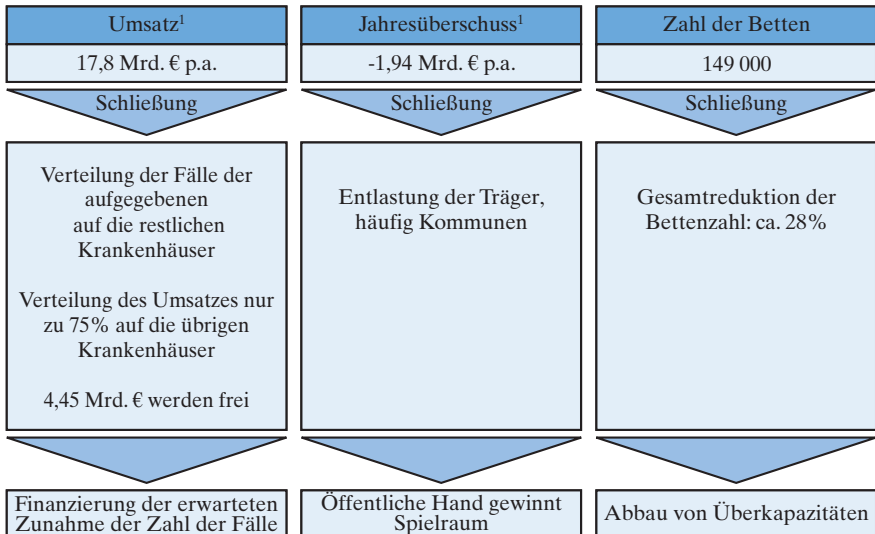 Umsatz¹
17,8 Mrd. € p.a.
Schließung
Verteilung der Fälle der
aufgegebenen
auf die restlichen
Krankenhäuser
Verteilung des Umsatzes nur
zu 75% auf die übrigen
Krankenhäuser
4,45 Mrd. € werden frei
Finanzierung der erwarteten
Zunahme der Zahl der Fälle
Jahresüberschuss¹
-1,94 Mrd. € p.a.
Schließung
Entlastung der Träger,
häufig Kommunen
Öffentliche Hand gewinnt
Spielraum
Zahl der Betten
149 000
Schließung
Gesamtreduktion der
Bettenzahl: ca. 28%
Abbau von Überkapazitäten